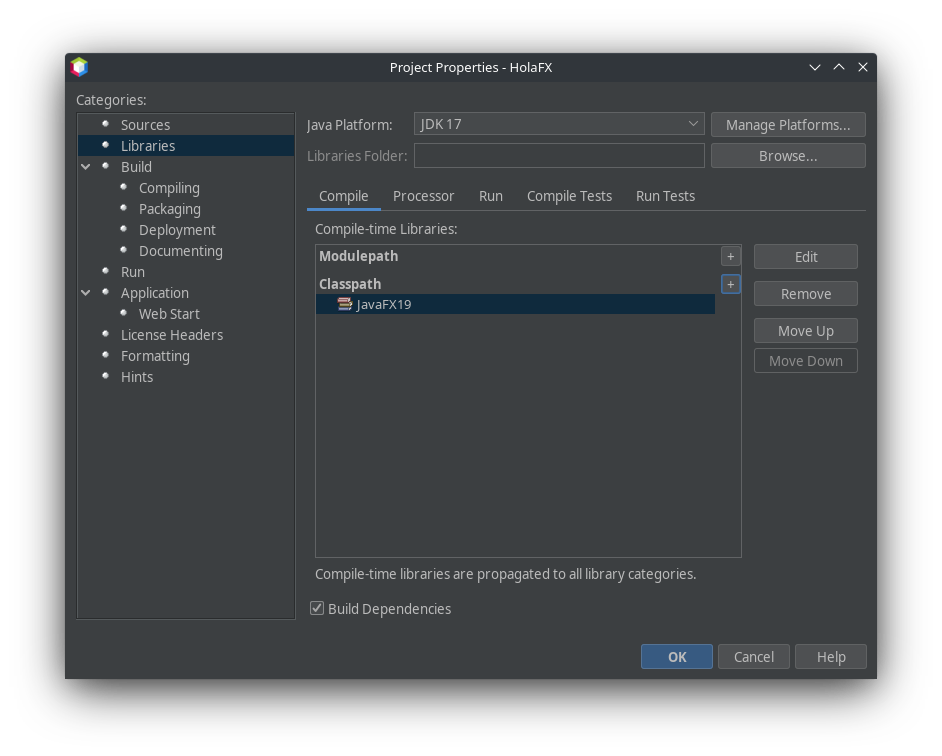 Project Properties - HolaFX
Categories:
Sources
Libraries
Build
Compiling
Packaging
Deployment
Documenting
Run
Application
Web Start
License Headers
Formatting
Hints
Java Platform:
JDK 17
Manage Platforms...
Libraries Folder:
Browse...
Compile Processor Run Compile Tests Run Tests
Compile-time Libraries:
Modulepath +
Classpath +
JavaFX19
Edit
Remove
Move Up
Move Down
Compile-time libraries are propagated to all library categories.
Build Dependencies
OK Cancel Help